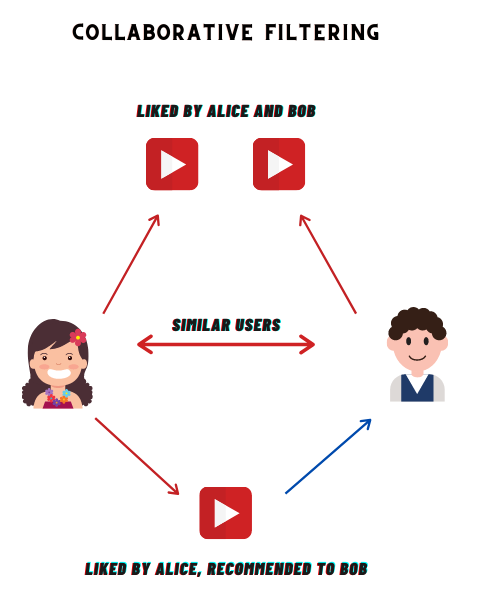 COLLABORATIVE FILTERING
LIKED BY ALICE AND BOB
SIMILAR USERS
LIKED BY ALICE, RECOMMENDED TO BOB